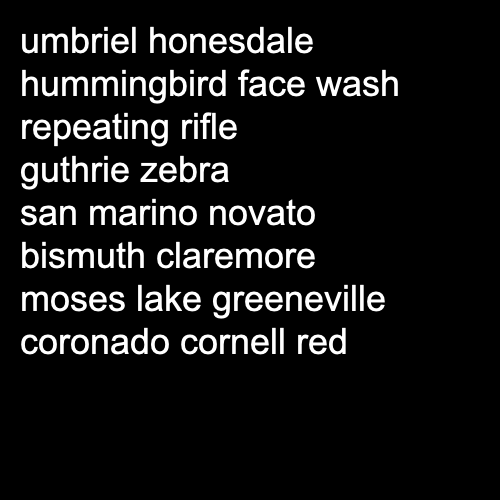 umbriel honesdale
hummingbird face wash
repeating rifle
guthrie zebra
san marino novato
bismuth claremore
moses lake greeneville
coronado cornell red